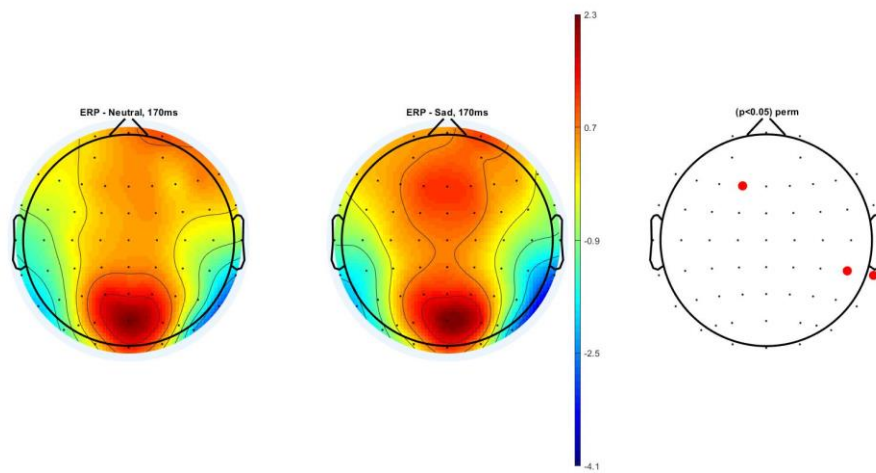 ERP - Neutral, 170ms
ERP - Sad, 170ms
2.3
0.7
-0.9
-2.5
-4.1
(p<0.05) perm